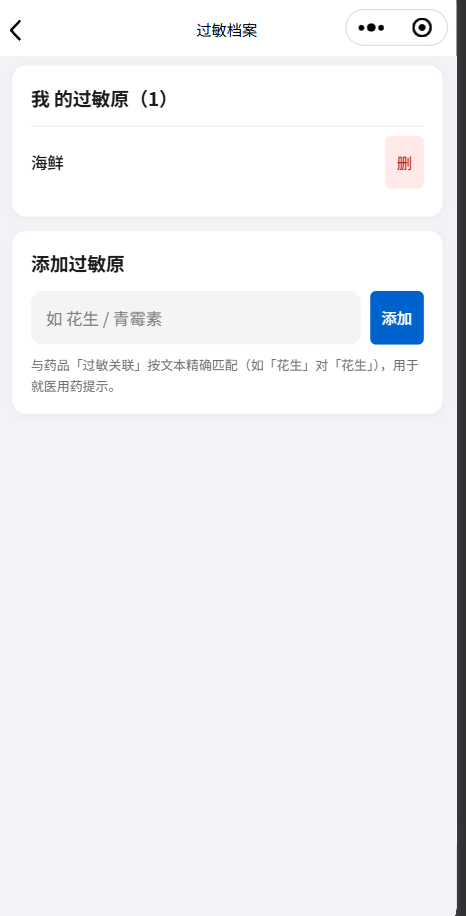 过敏档案
我 的过敏原（1）
海鲜
删
添加过敏原
如 花生 / 青霉素
添加
与药品「过敏关联」按文本精确匹配（如「花生」对「花生」），用于
就医用药提示。